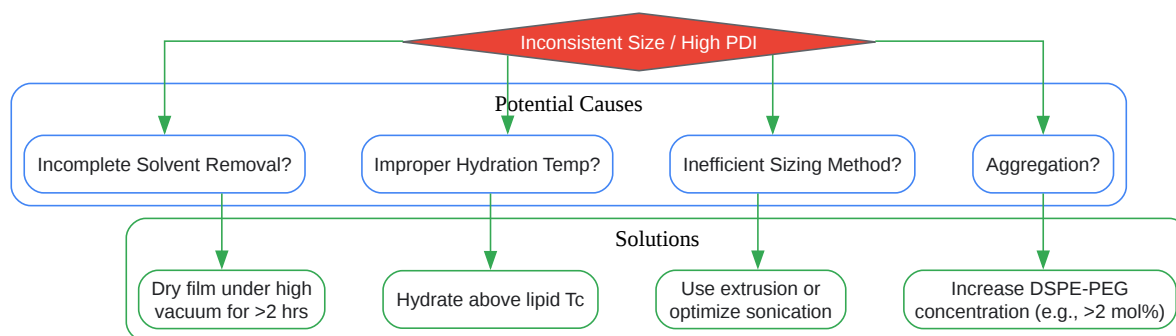 Inconsistent Size / High PDI
Potential Causes
Incomplete Solvent Removal?
Improper Hydration Temp?
Inefficient Sizing Method?
Aggregation?
Solutions
Dry film under high
vacuum for >2 hrs
Hydrate above lipid Tc
Use extrusion or
optimize sonication
Increase DSPE-PEG
concentration (e.g., >2 mol%)